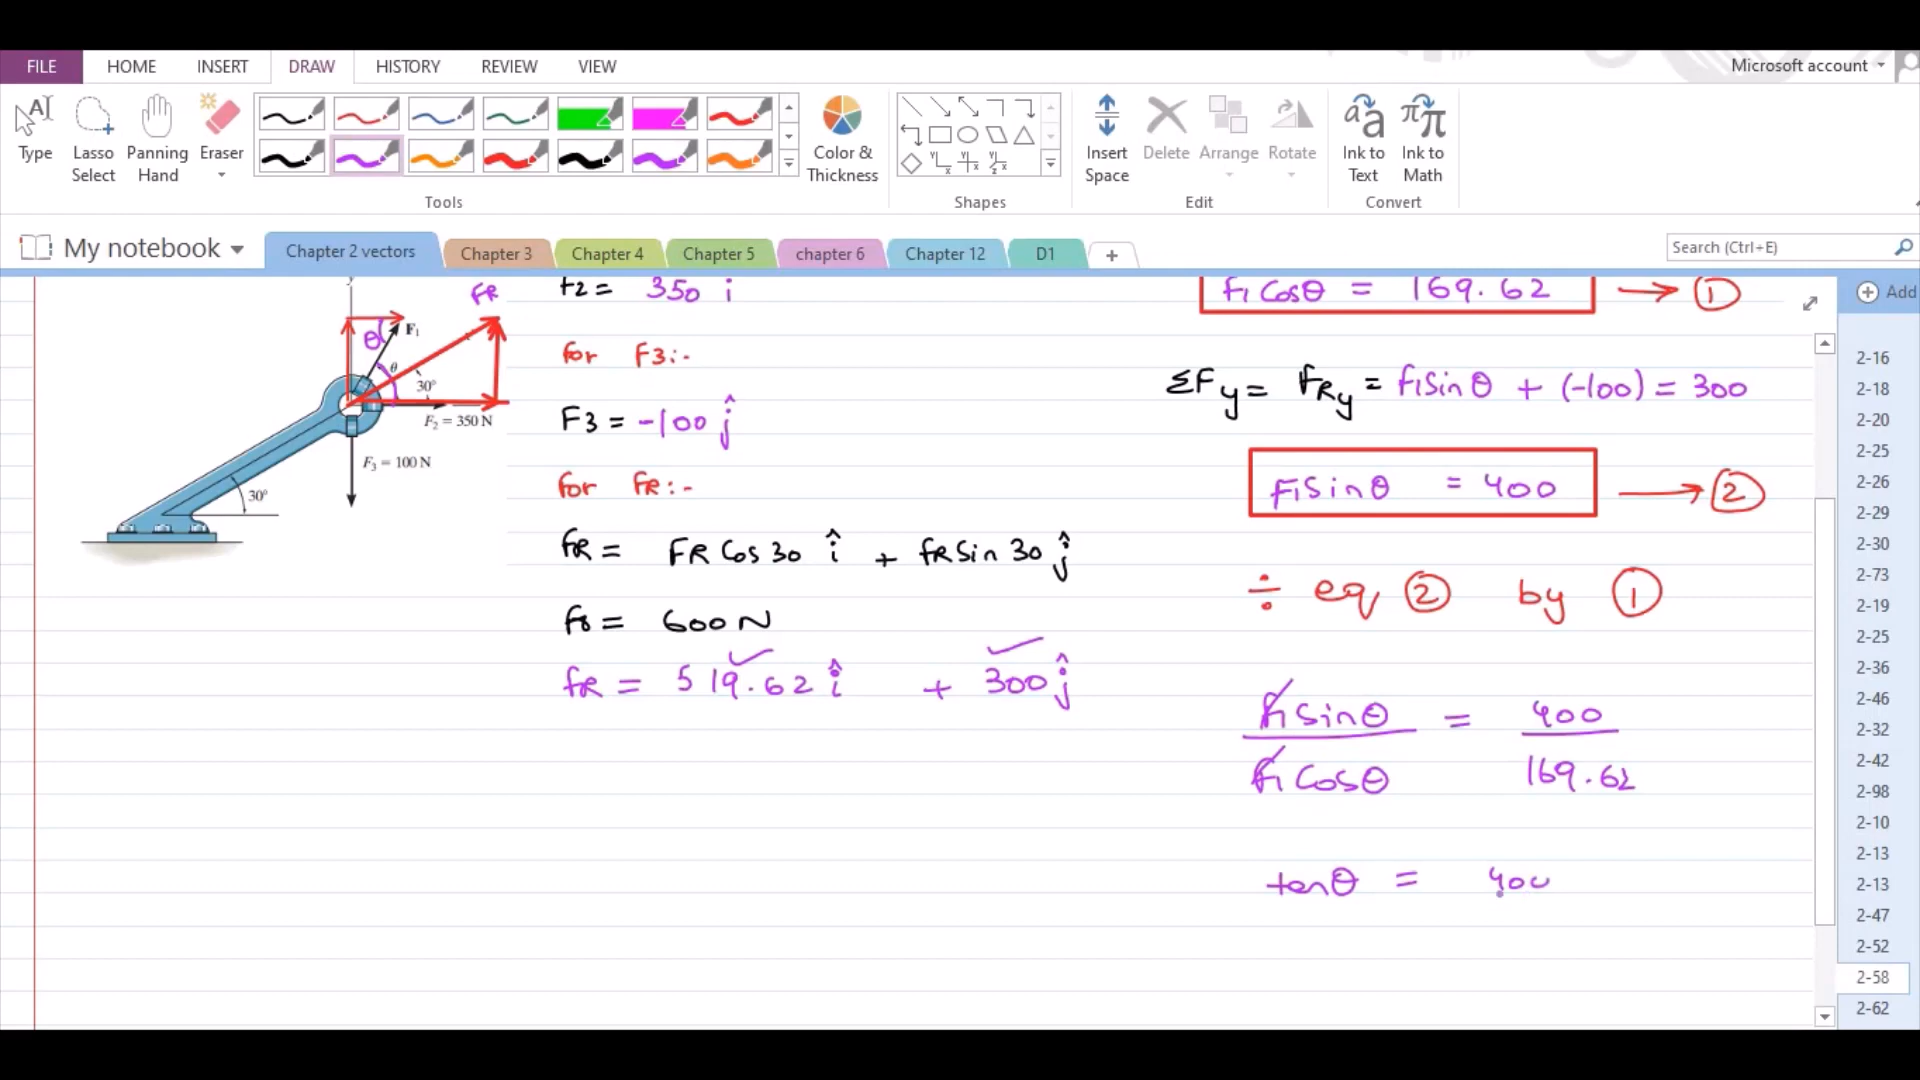 FILE HOME INSERT DRAW HISTORY REVIEW VIEW Microsoft account
Type Lasso Select Panning Hand Eraser Color & Thickness Insert Space Delete Arrange Rotate Ink to Text Ink to Math
Tools Shapes Edit Convert
My notebook Chapter 2 vectors Chapter 3 Chapter 4 Chapter 5 chapter 6 Chapter 12 D1 + Search (Ctrl+E)
Add
y
FR
F₁
θ
θ
30°
F₂ = 350 N
F₃ = 100 N
30°
F2 = 350 i
for F3:-
F3 = -100 ĵ
for FR:-
FR = FR Cos 30 î + FR Sin 30 ĵ
= 600 N
FR = 519.62 î + 300 ĵ
F1 Cosθ = 169.62 → ①
ΣFy = FRy = F1Sinθ + (-100) = 300
F1Sinθ = 400 → ②
÷ eq ② by ①
F1Sinθ = 400
F1Cosθ 169.62
tanθ = 400
2-16
2-18
2-20
2-25
2-26
2-29
2-30
2-73
2-19
2-25
2-36
2-46
2-32
2-42
2-98
2-10
2-13
2-13
2-47
2-52
2-58
2-62